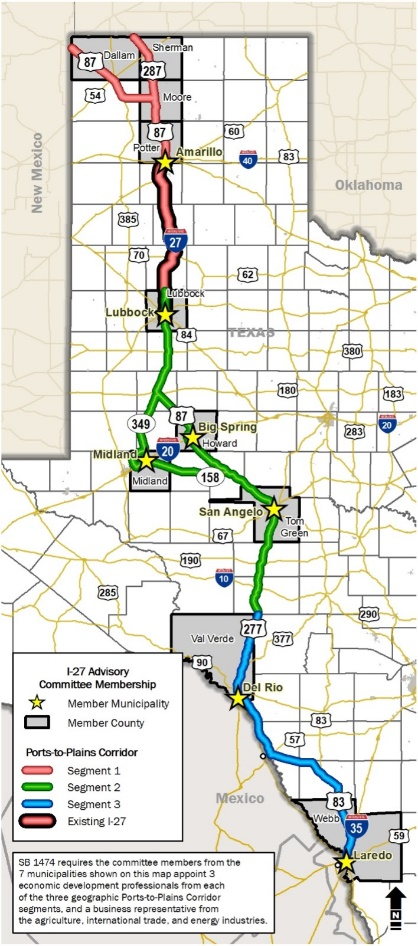 Sherman
Dallam
87
287
54
Moore
87
60
Potter
Amarillo
40
83
New Mexico
Oklahoma
385
27
70
62
Lubbock
Lubbock
84
TEXAS
380
180
183
87
349
Big Spring
20
283
Howard
20
Midland
158
Midland
San Angelo
Tom
Green
67
190
10
285
290
277
377
Val Verde
90
Del Rio
83
57
Mexico
83
Webb
35
59
Laredo
N
I-27 Advisory
Committee Membership
Member Municipality
Member County
Ports-to-Plains Corridor
Segment 1
Segment 2
Segment 3
Existing I-27
SB 1474 requires the committee members from the
7 municipalities shown on this map appoint 3
economic development professionals from each
of the three geographic Ports-to-Plains Corridor
segments, and a business representative from
the agriculture, international trade, and energy industries.